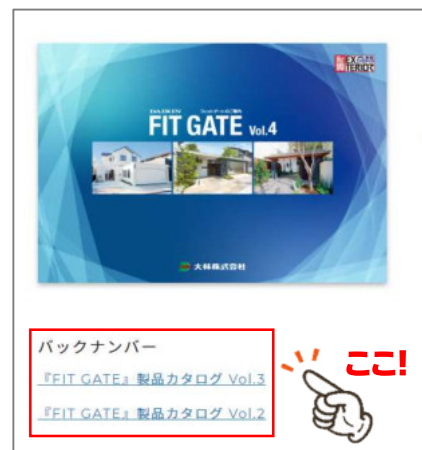 FIT GATE Vol.4
大林株式会社
バックナンバー
『FIT GATE』製品カタログ Vol.3
『FIT GATE』製品カタログ Vol.2
ここ!